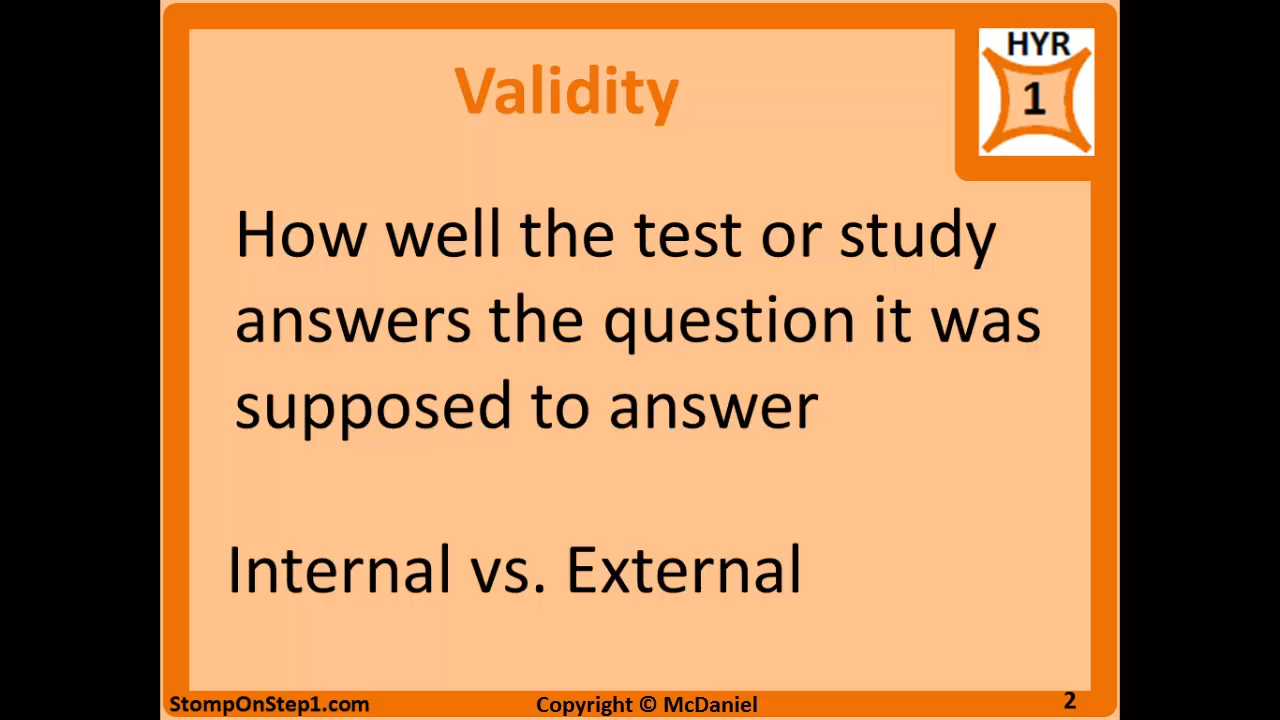 Validity
HYR
1
How well the test or study
answers the question it was
supposed to answer
Internal vs. External
StompOnStep1.com
Copyright © McDaniel
2